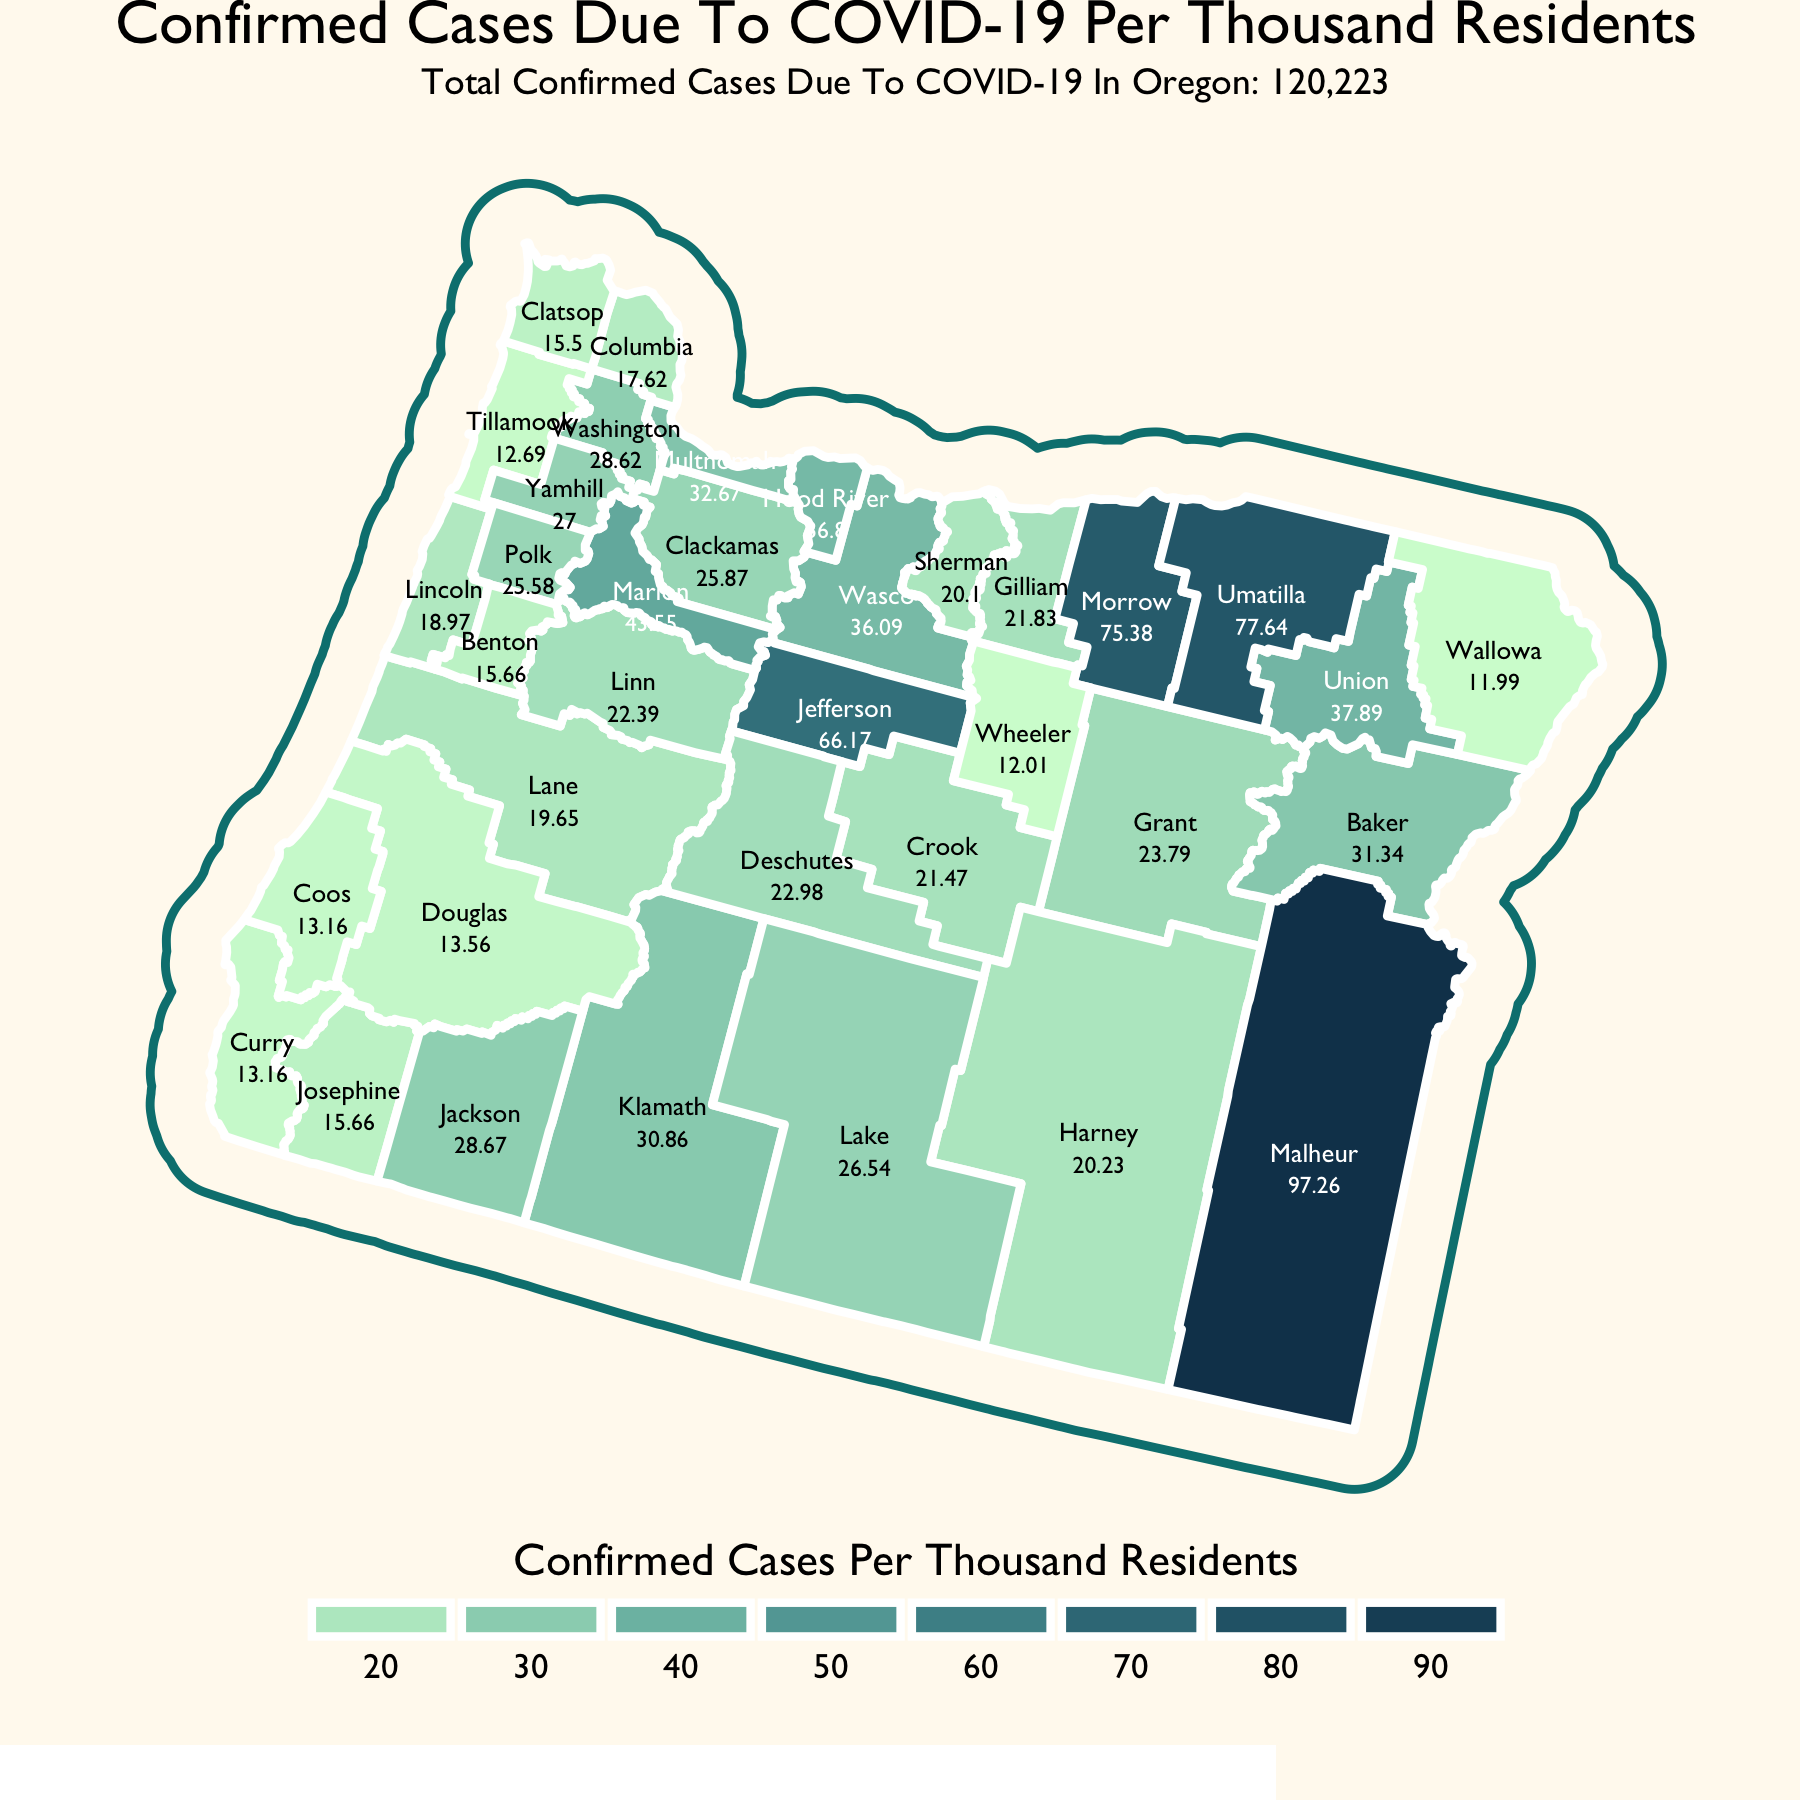 Confirmed Cases Due To COVID-19 Per Thousand Residents
Total Confirmed Cases Due To COVID-19 In Oregon: 120,223
Clatsop
15.5
Columbia
17.62
Tillamook
12.69
Washington
28.62
Multnomah
32.67
Hood River
Yamhill
27
Polk
25.58
Clackamas
25.87
Marion
43.55
Lincoln
18.97
Benton
15.66
Linn
22.39
Wasco
36.09
Sherman
20.1
Gilliam
21.83
Morrow
75.38
Umatilla
77.64
Union
37.89
Wallowa
11.99
Jefferson
66.17
Wheeler
12.01
Lane
19.65
Deschutes
22.98
Crook
21.47
Grant
23.79
Baker
31.34
Coos
13.16
Douglas
13.56
Curry
13.16
Josephine
15.66
Jackson
28.67
Klamath
30.86
Lake
26.54
Harney
20.23
Malheur
97.26
Confirmed Cases Per Thousand Residents
20 30 40 50 60 70 80 90